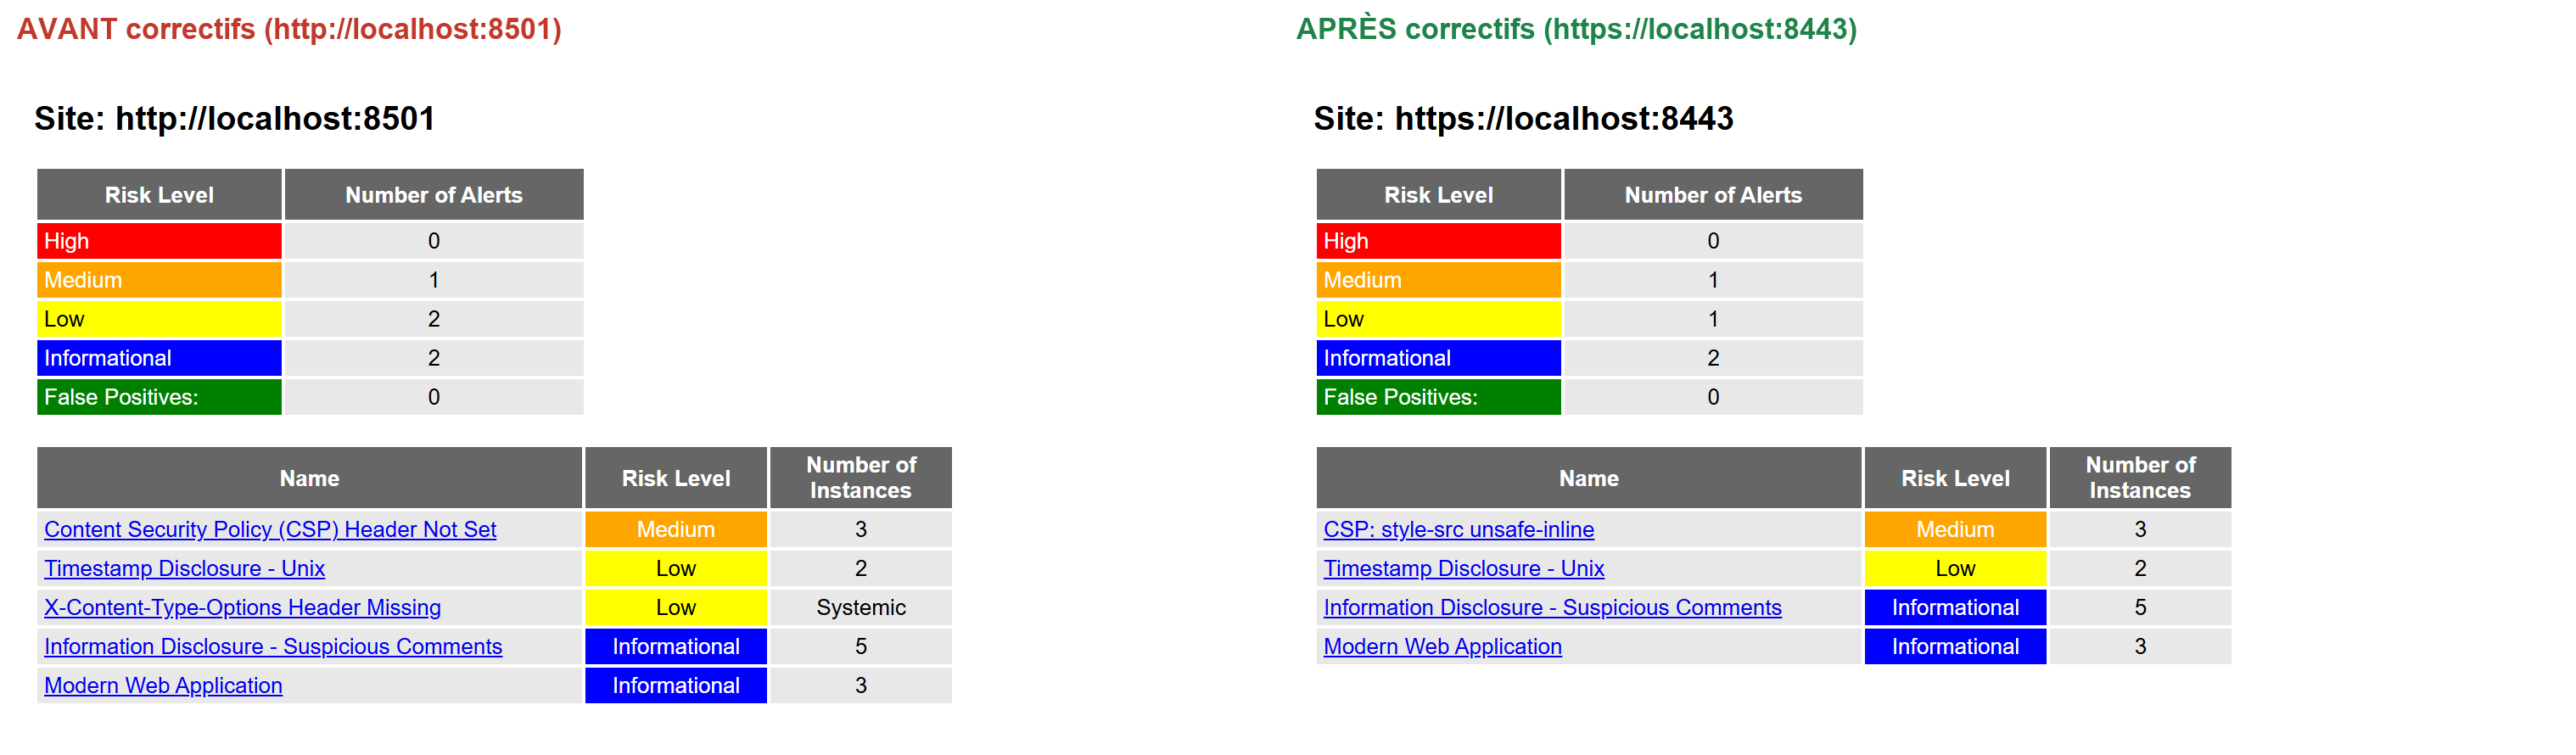 AVANT correctifs (http://localhost:8501)
Site: http://localhost:8501
Risk Level Number of Alerts
High 0
Medium 1
Low 2
Informational 2
False Positives: 0
Name Risk Level Number of Instances
Content Security Policy (CSP) Header Not Set Medium 3
Timestamp Disclosure - Unix Low 2
X-Content-Type-Options Header Missing Low Systemic
Information Disclosure - Suspicious Comments Informational 5
Modern Web Application Informational 3
APRÈS correctifs (https://localhost:8443)
Site: https://localhost:8443
Risk Level Number of Alerts
High 0
Medium 1
Low 1
Informational 2
False Positives: 0
Name Risk Level Number of Instances
CSP: style-src unsafe-inline Medium 3
Timestamp Disclosure - Unix Low 2
Information Disclosure - Suspicious Comments Informational 5
Modern Web Application Informational 3